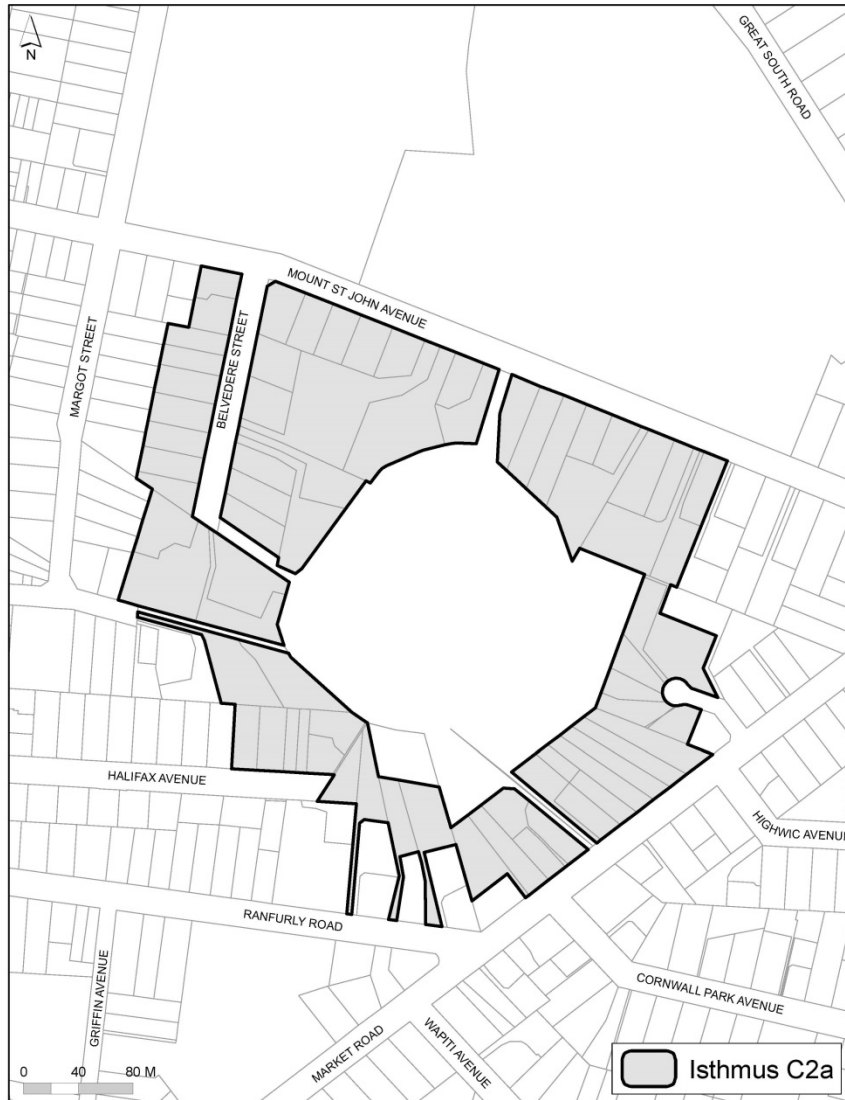 N
GREAT SOUTH ROAD
MOUNT ST JOHN AVENUE
MARGOT STREET
BELVEDERE STREET
HALIFAX AVENUE
HIGHWIC AVENUE
RANFURLY ROAD
GRIFFIN AVENUE
CORNWALL PARK AVENUE
MARKET ROAD
WAPITI AVENUE
0 40 80 M
Isthmus C2a